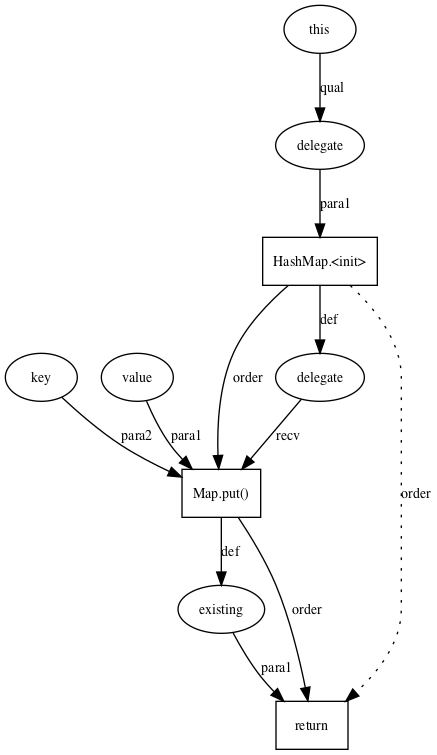 this
qual
delegate
para1
HashMap.<init>
def
order
key
value
delegate
para2
para1
recv
Map.put()
order
def
existing
order
para1
return